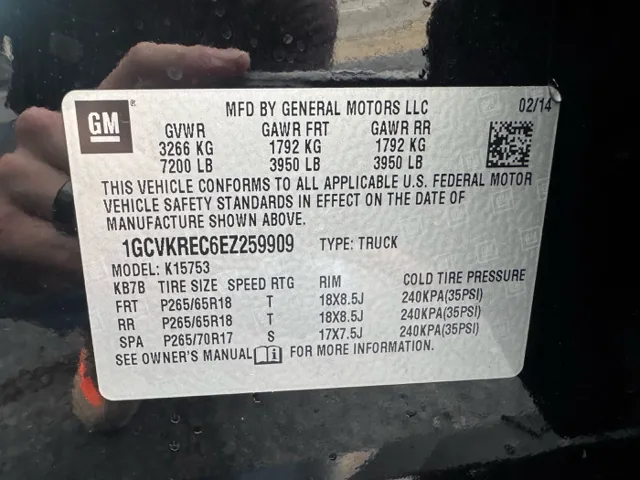 GM
MFD BY GENERAL MOTORS LLC 02/14
GVWR GAWR FRT GAWR RR
3266 KG 1792 KG 1792 KG
7200 LB 3950 LB 3950 LB
THIS VEHICLE CONFORMS TO ALL APPLICABLE U.S. FEDERAL MOTOR
VEHICLE SAFETY STANDARDS IN EFFECT ON THE DATE OF
MANUFACTURE SHOWN ABOVE.
1GCVKREC6EZ259909 TYPE: TRUCK
MODEL: K15753
KB7B TIRE SIZE SPEED RTG RIM COLD TIRE PRESSURE
FRT P265/65R18 T 18X8.5J 240KPA(35PSI)
RR P265/65R18 T 18X8.5J 240KPA(35PSI)
SPA P265/70R17 S 17X7.5J 240KPA(35PSI)
SEE OWNER'S MANUAL FOR MORE INFORMATION.